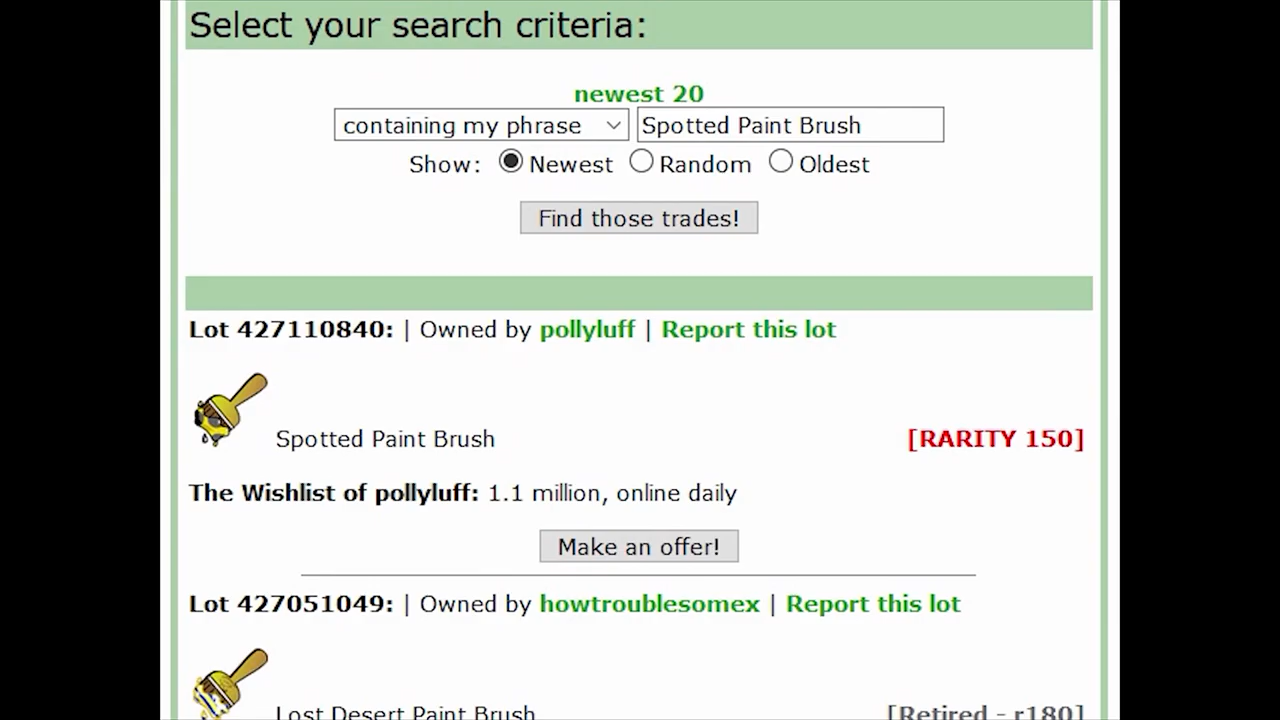 Select your search criteria:
newest 20
containing my phrase Spotted Paint Brush
Show: Newest Random Oldest
Find those trades!
Lot 427110840: | Owned by pollyluff | Report this lot
Spotted Paint Brush [RARITY 150]
The Wishlist of pollyluff: 1.1 million, online daily
Make an offer!
Lot 427051049: | Owned by howtroublesomex | Report this lot
Lost Desert Paint Brush [Retired - r180]